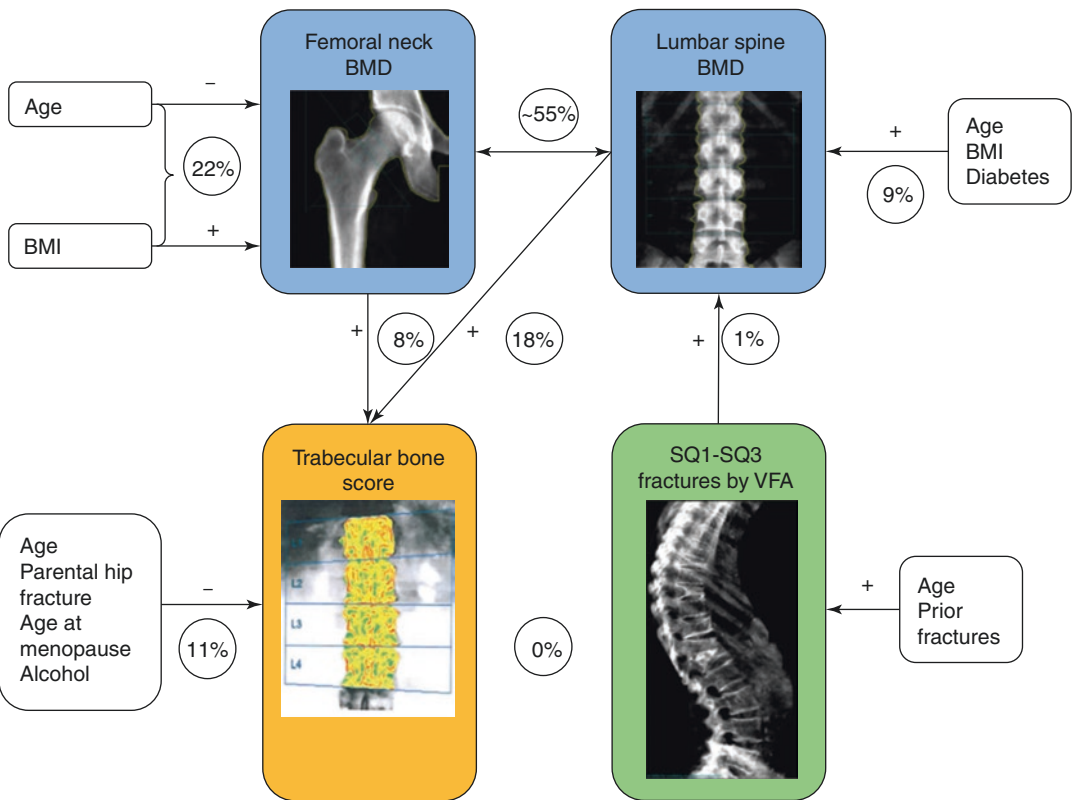 Femoral neck
BMD
Lumbar spine
BMD
Age
–
22%
BMI
+
~55%
+
9%
Age
BMI
Diabetes
+
8%
+
18%
+
1%
Trabecular bone
score
L2
L3
L4
SQ1-SQ3
fractures by VFA
Age
Parental hip
fracture
Age at
menopause
Alcohol
–
11%
0%
+
Age
Prior
fractures